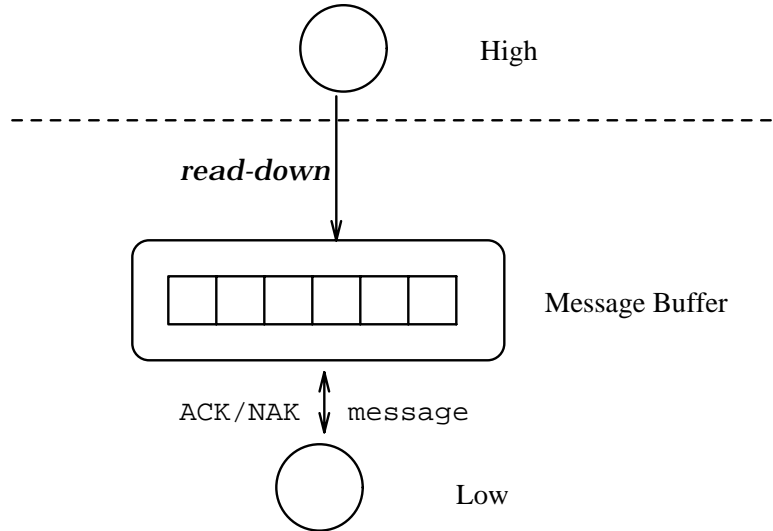 High
read-down
Message Buffer
ACK/NAK message
Low